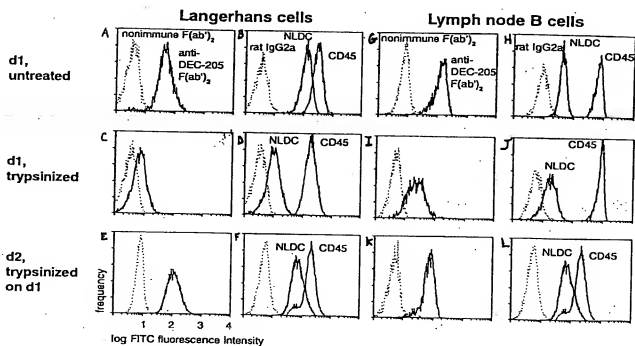 Langerhans cells
Lymph node B cells
d1,
untreated
A
nonimmune F(ab')₂
anti-
DEC-205
F(ab')₂
B
rat IgG2a
NLDC
CD45
G
nonimmune F(ab')₂
anti-
DEC-205
F(ab')₂
H
rat IgG2a
NLDC
CD45
d1,
trypsinized
C
D
NLDC
CD45
I
J
NLDC
CD45
d2,
trypsinized
on d1
E
F
NLDC
CD45
K
L
NLDC
CD45
frequency
1 2 3 4
log FITC fluorescence intensity